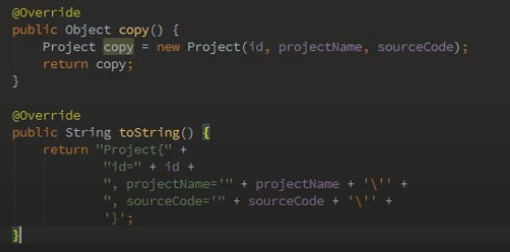 @Override
public Object copy() {
Project copy = new Project(id, projectName, sourceCode);
return copy;
}
@Override
public String toString() {
return "Project{" +
"id=" + id +
", projectName='" + projectName + '\'' +
", sourceCode='" + sourceCode + '\'' +
'}';
}